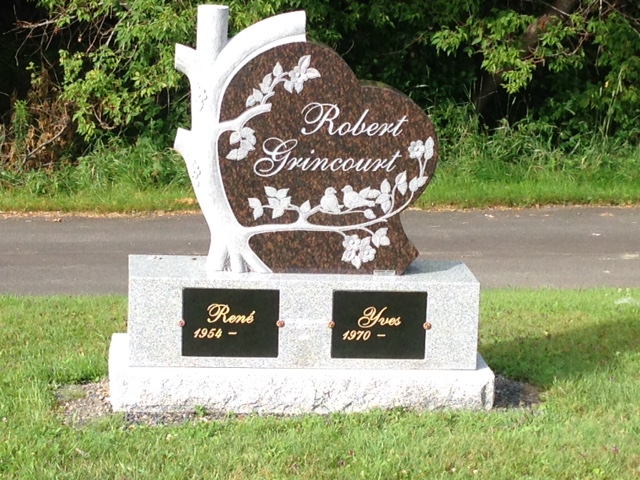 Robert
Grincourt
René
1954 –
Yves
1970 –